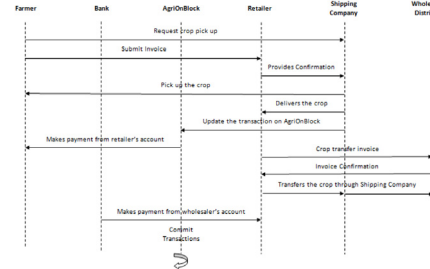 Farmer
Bank
AgriOnBlock
Retailer
Shipping
Company
Whole
Distri
Request crop pick up
Submit Invoice
Provides Confirmation
Pick up the crop
Delivers the crop
Update the transaction on AgriOnBlock
Makes payment from retailer's account
Crop transfer invoice
Invoice Confirmation
Transfers the crop through Shipping Company
Makes payment from wholesaler's account
Commit
Transactions